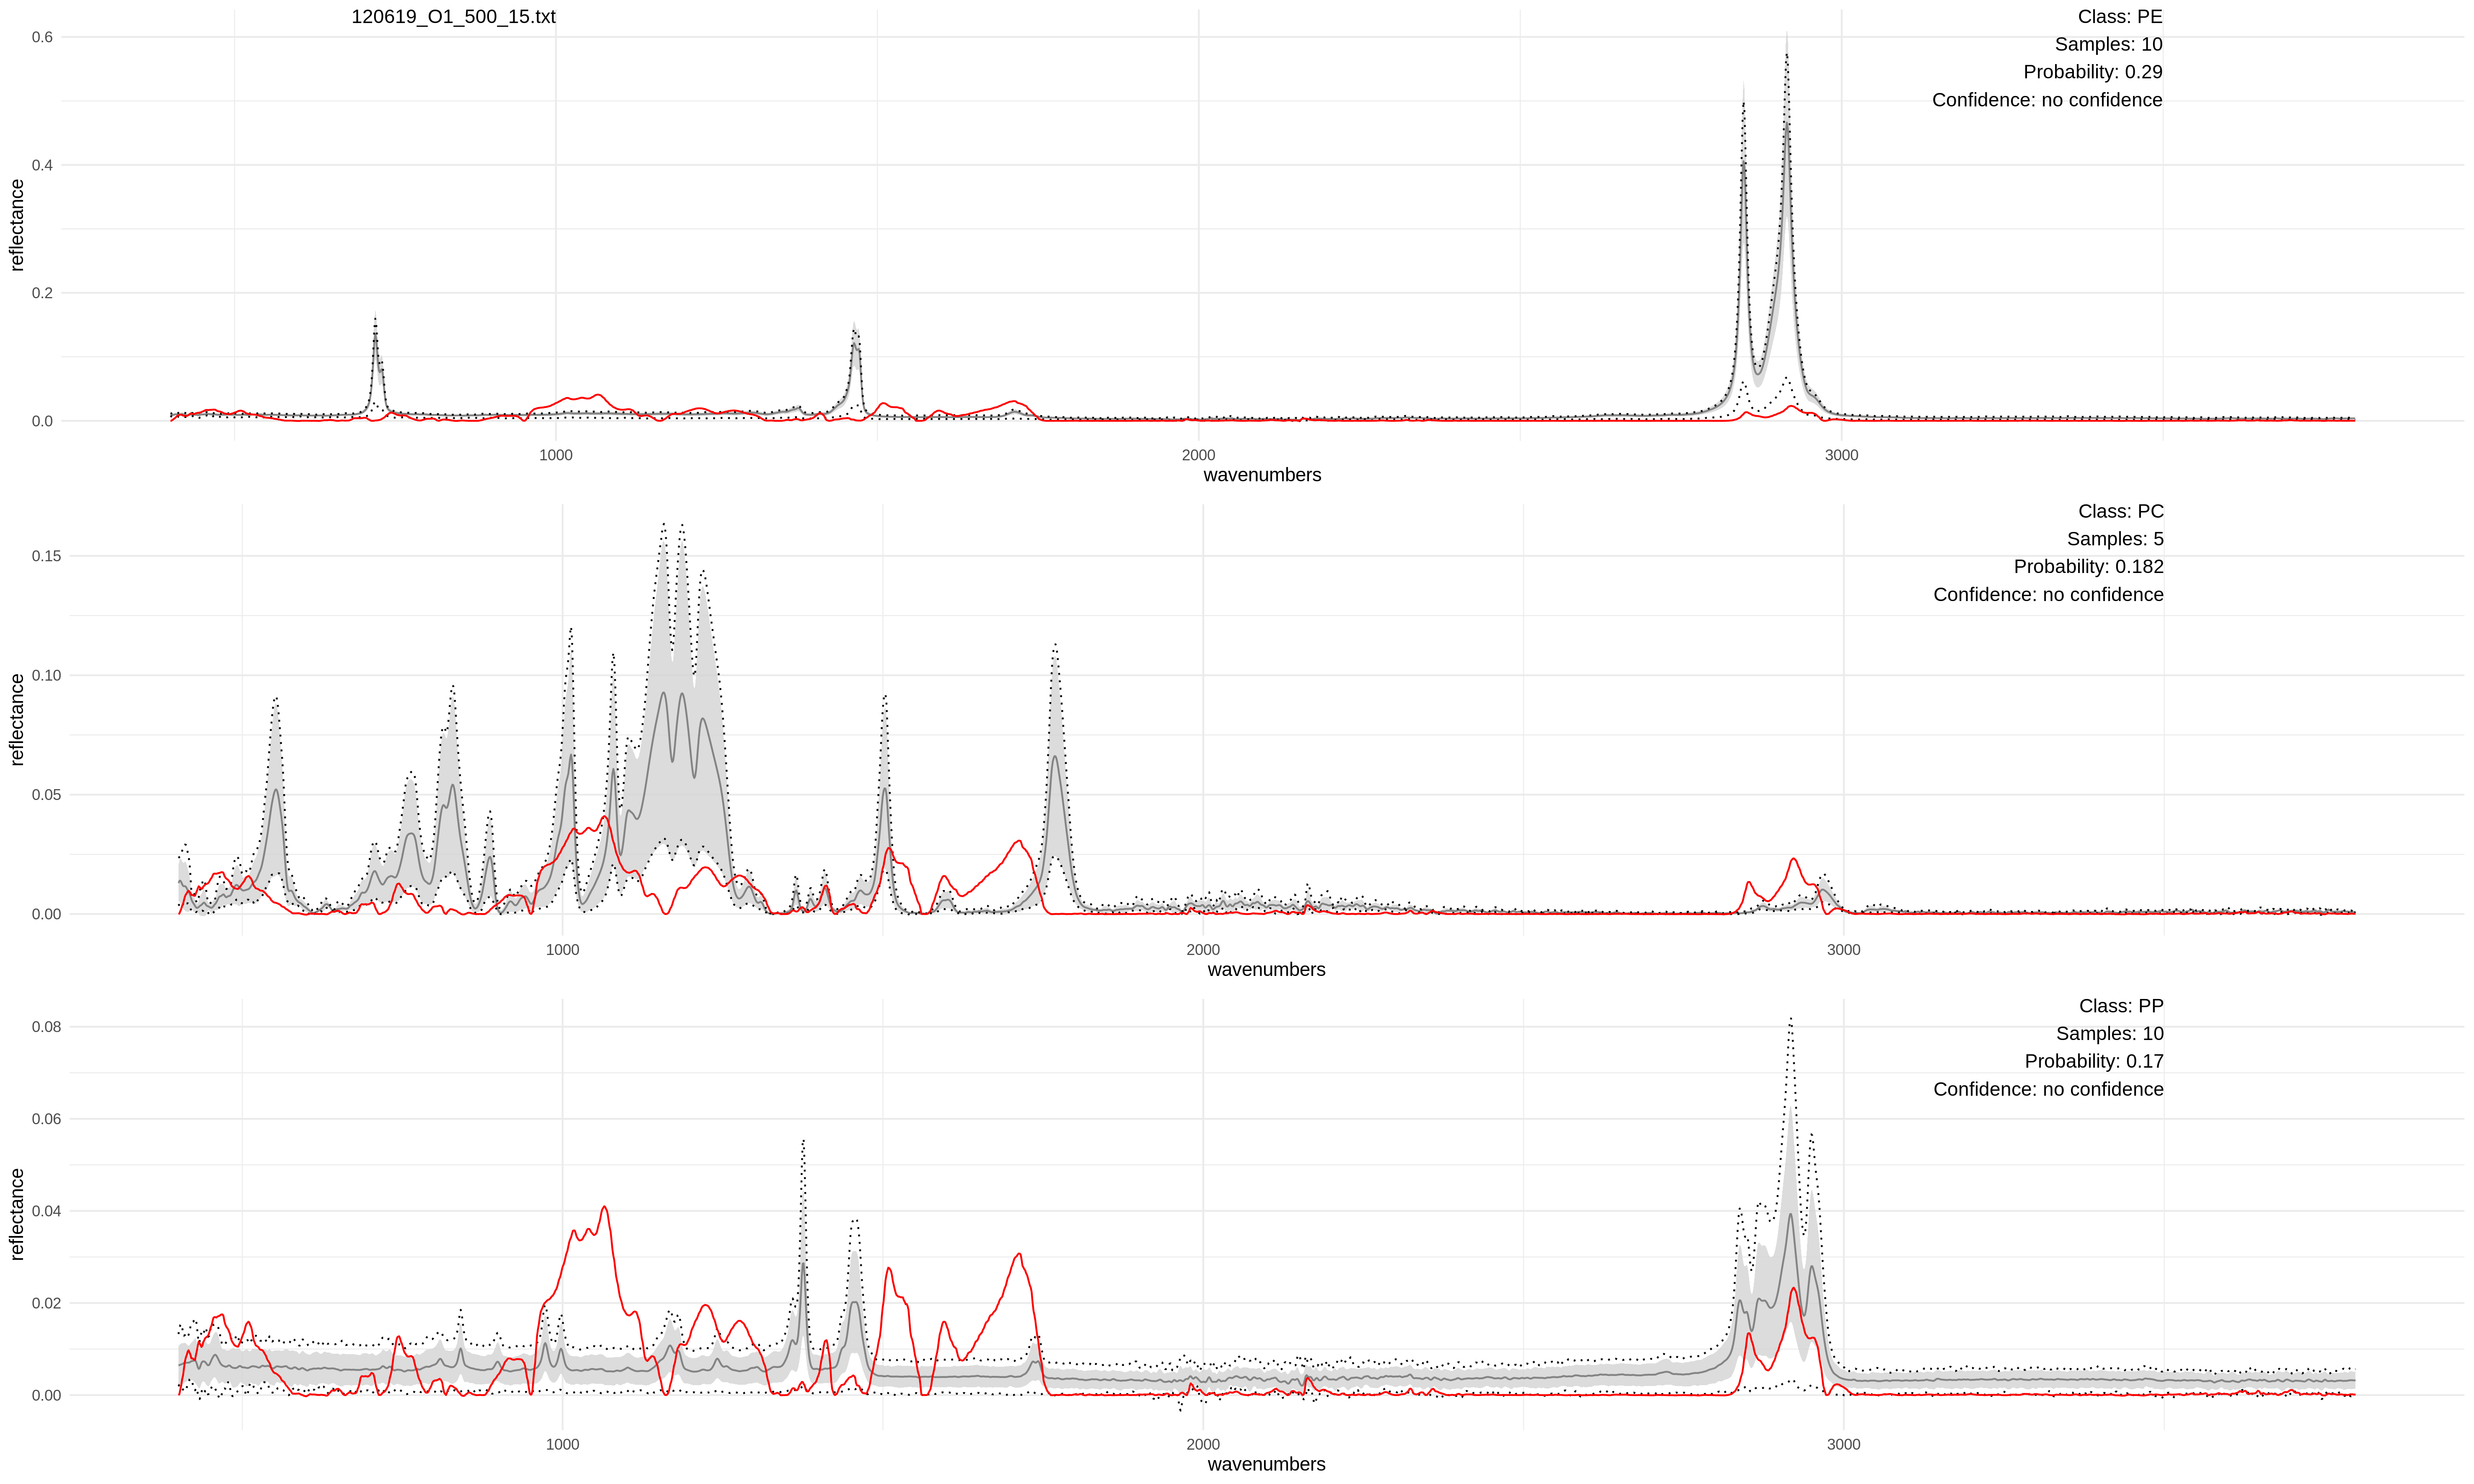 120619_O1_500_15.txt
Class: PE
Samples: 10
Probability: 0.29
Confidence: no confidence
reflectance
0.6
0.4
0.2
0.0
1000 2000 3000
wavenumbers
Class: PC
Samples: 5
Probability: 0.182
Confidence: no confidence
reflectance
0.15
0.10
0.05
0.00
1000 2000 3000
wavenumbers
Class: PP
Samples: 10
Probability: 0.17
Confidence: no confidence
reflectance
0.08
0.06
0.04
0.02
0.00
1000 2000 3000
wavenumbers